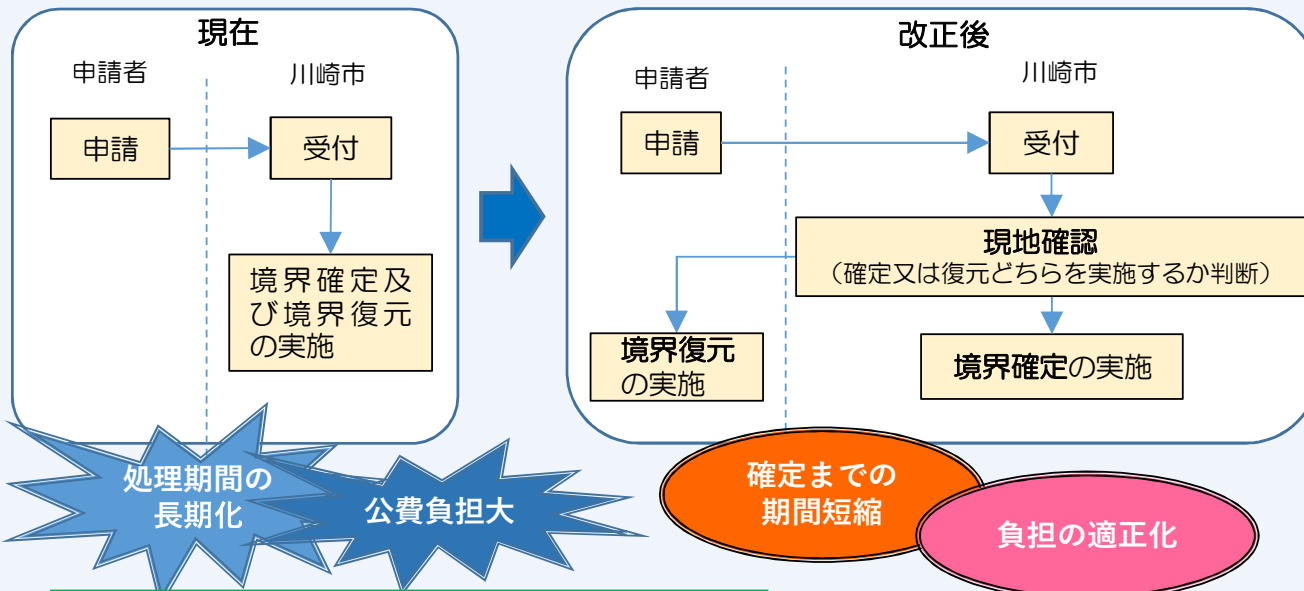 現在
申請者
川崎市
申請
受付
境界確定及
び境界復元
の実施
処理期間の
長期化
公費負担大
改正後
申請者
川崎市
申請
受付
現地確認
（確定又は復元どちらを実施するか判断）
境界復元
の実施
境界確定の実施
確定までの
期間短縮
負担の適正化